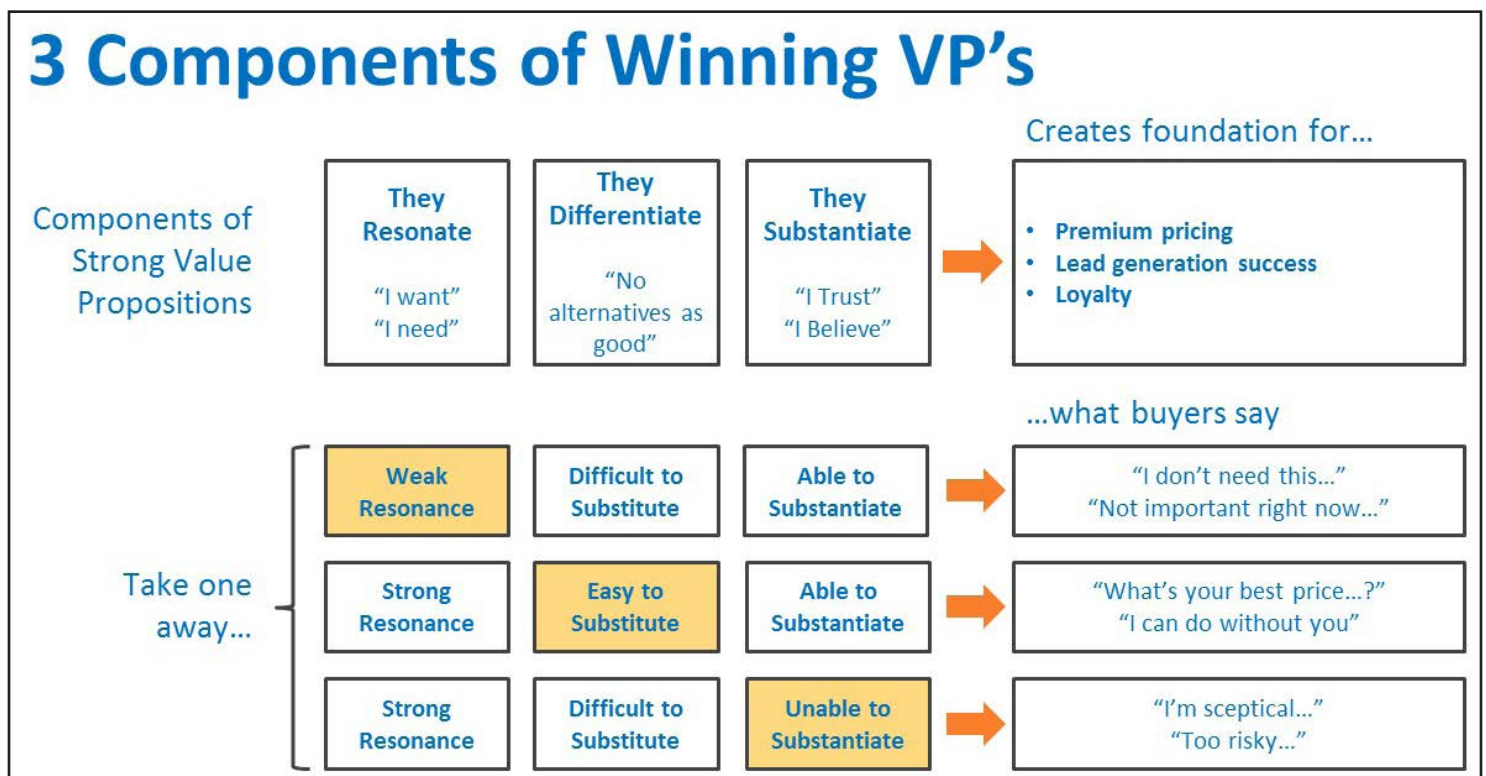 3 Components of Winning VP's
Creates foundation for...
Components of
Strong Value
Propositions
They
Resonate
"I want"
"I need"
They
Differentiate
"No
alternatives as
good"
They
Substantiate
"I Trust"
"I Believe"
• Premium pricing
• Lead generation success
• Loyalty
...what buyers say
Take one
away...
Weak
Resonance
Difficult to
Substitute
Able to
Substantiate
"I don't need this..."
"Not important right now..."
Strong
Resonance
Easy to
Substitute
Able to
Substantiate
"What's your best price...?"
"I can do without you"
Strong
Resonance
Difficult to
Substitute
Unable to
Substantiate
"I'm sceptical..."
"Too risky..."